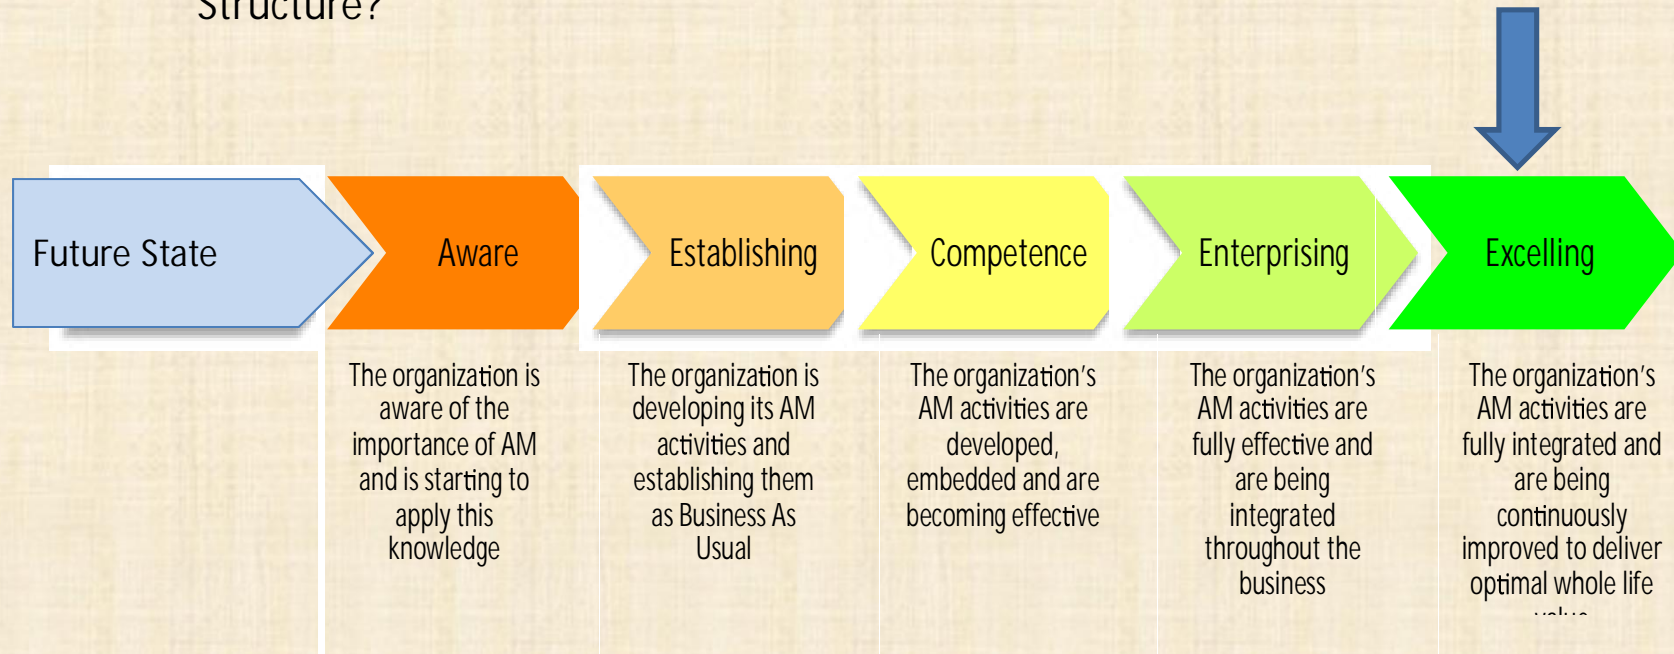 Structure?
Future State
Aware
Establishing
Competence
Enterprising
Excelling
The organization is
aware of the
importance of AM
and is starting to
apply this
knowledge
The organization is
developing its AM
activities and
establishing them
as Business As
Usual
The organization's
AM activities are
developed,
embedded and are
becoming effective
The organization's
AM activities are
fully effective and
are being
integrated
throughout the
business
The organization's
AM activities are
fully integrated and
are being
continuously
improved to deliver
optimal whole life